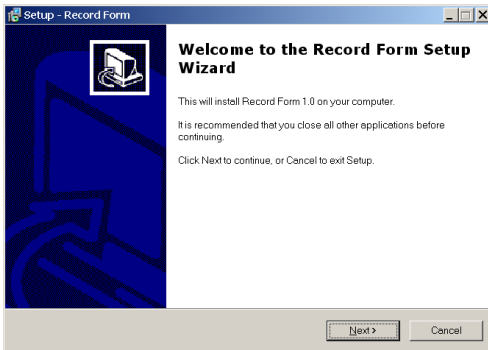 Setup - Record Form
Welcome to the Record Form Setup
Wizard
This will install Record Form 1.0 on your computer.
It is recommended that you close all other applications before
continuing.
Click Next to continue, or Cancel to exit Setup.
Next >
Cancel